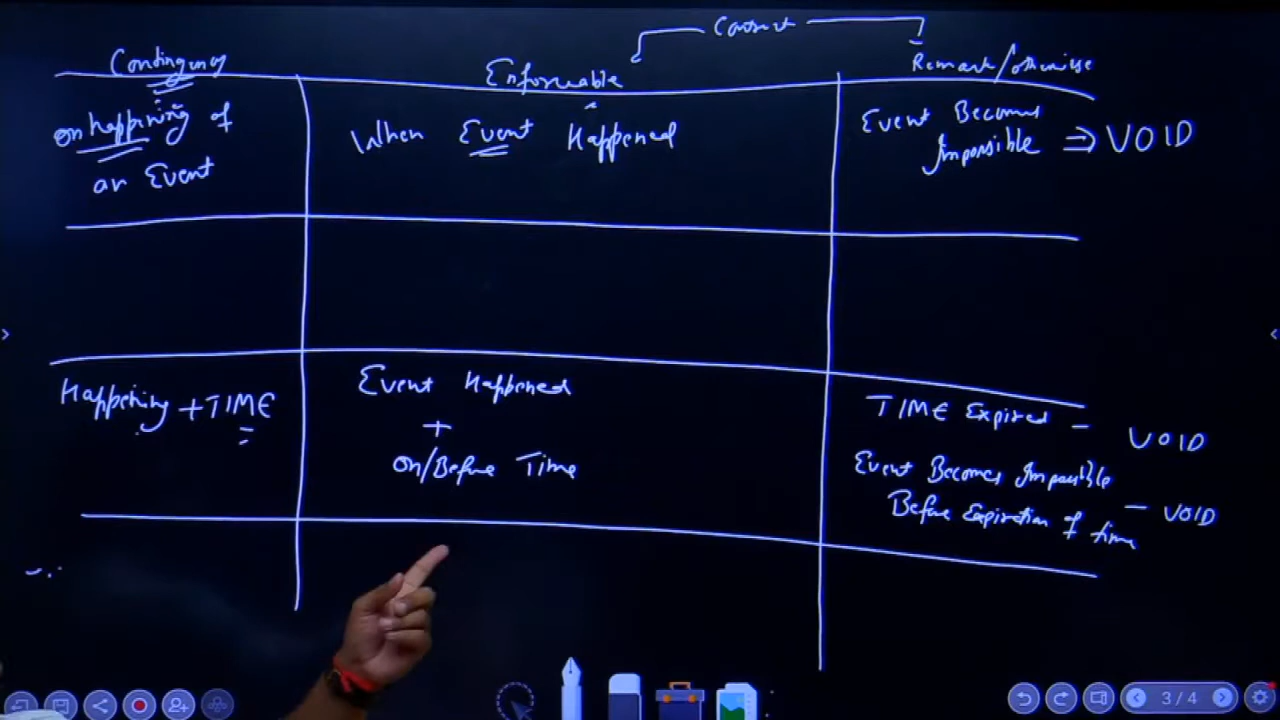 Contract
Contingency
Enforceable
Remark/otherwise
on happining of
an Event
When Event Happened
Event Becomes
Impossible ⇒ VOID
Happening + TIME
Event Happened
+
on/Before Time
TIME Expired – VOID
Event Becomes Impossible
Before Expiration of time – VOID
3 / 4